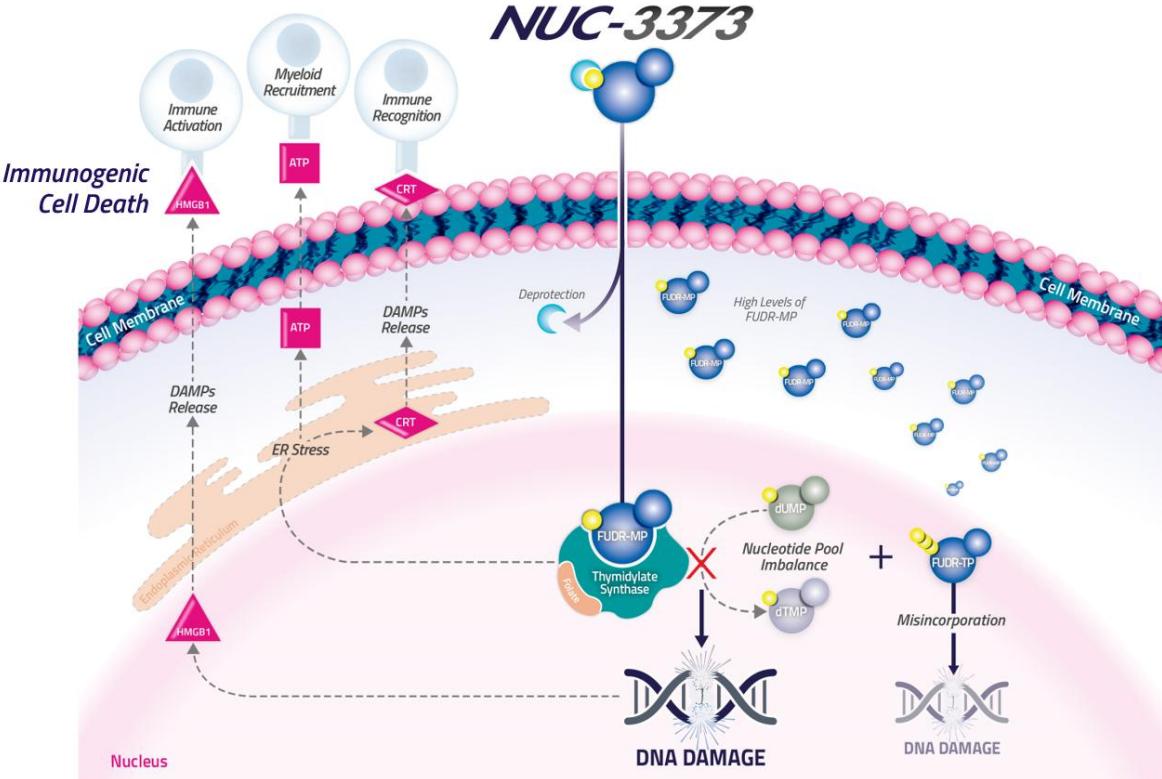 NUC-3373
Myeloid
Recruitment
Immune
Activation
Immune
Recognition
ATP
CRT
HMGB1
Immunogenic
Cell Death
Cell Membrane
Cell Membrane
Deprotection
High Levels of
FUDR-MP
FUDR-MP
FUDR-MP
FUDR-MP
FUDR-MP
FUDR-MP
FUDR-MP
FUDR-MP
ATP
DAMPs
Release
DAMPs
Release
CRT
ER Stress
Endoplasmic Reticulum
FUDR-MP
Thymidylate
Synthase
Folate
dUMP
Nucleotide Pool
Imbalance
dTMP
+
FUDR-TP
Misincorporation
HMGB1
DNA DAMAGE
DNA DAMAGE
Nucleus